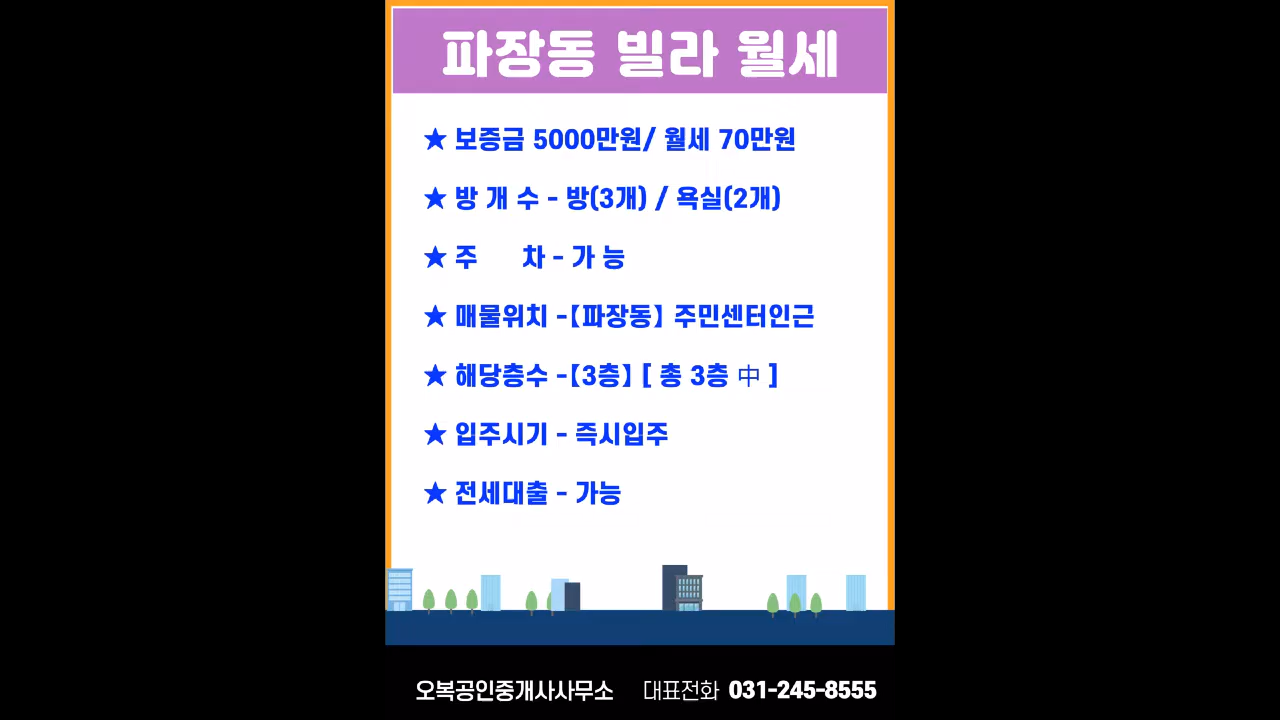 파장동 빌라 월세
★ 보증금 5000만원/ 월세 70만원
★ 방 개 수 - 방(3개) / 욕실(2개)
★ 주 차 - 가 능
★ 매물위치 -【파장동】 주민센터인근
★ 해당층수 -【3층】 [ 총 3층 中 ]
★ 입주시기 - 즉시입주
★ 전세대출 - 가능
오복공인중개사사무소 대표전화 031-245-8555